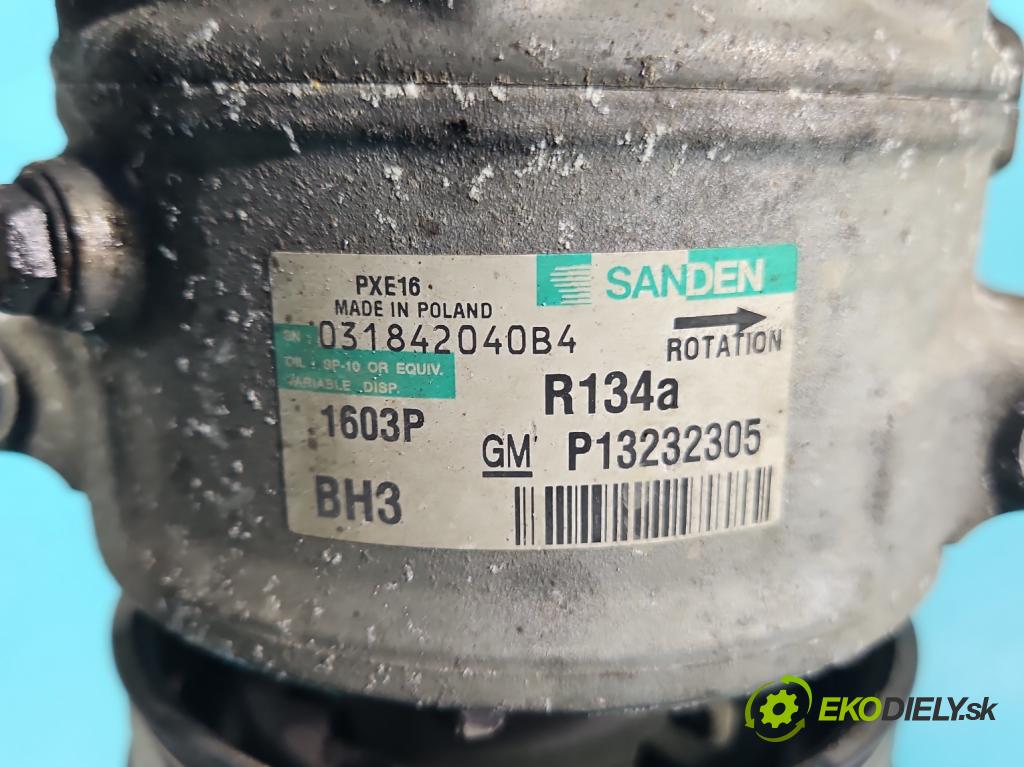 PXE16
MADE IN POLAND
SANDEN
SN 031842040B4
ROTATION
OIL : SP-10 OR EQUIV.
VARIABLE DISP.
R134a
1603P
GM P13232305
BH3
EKODIELY.sk